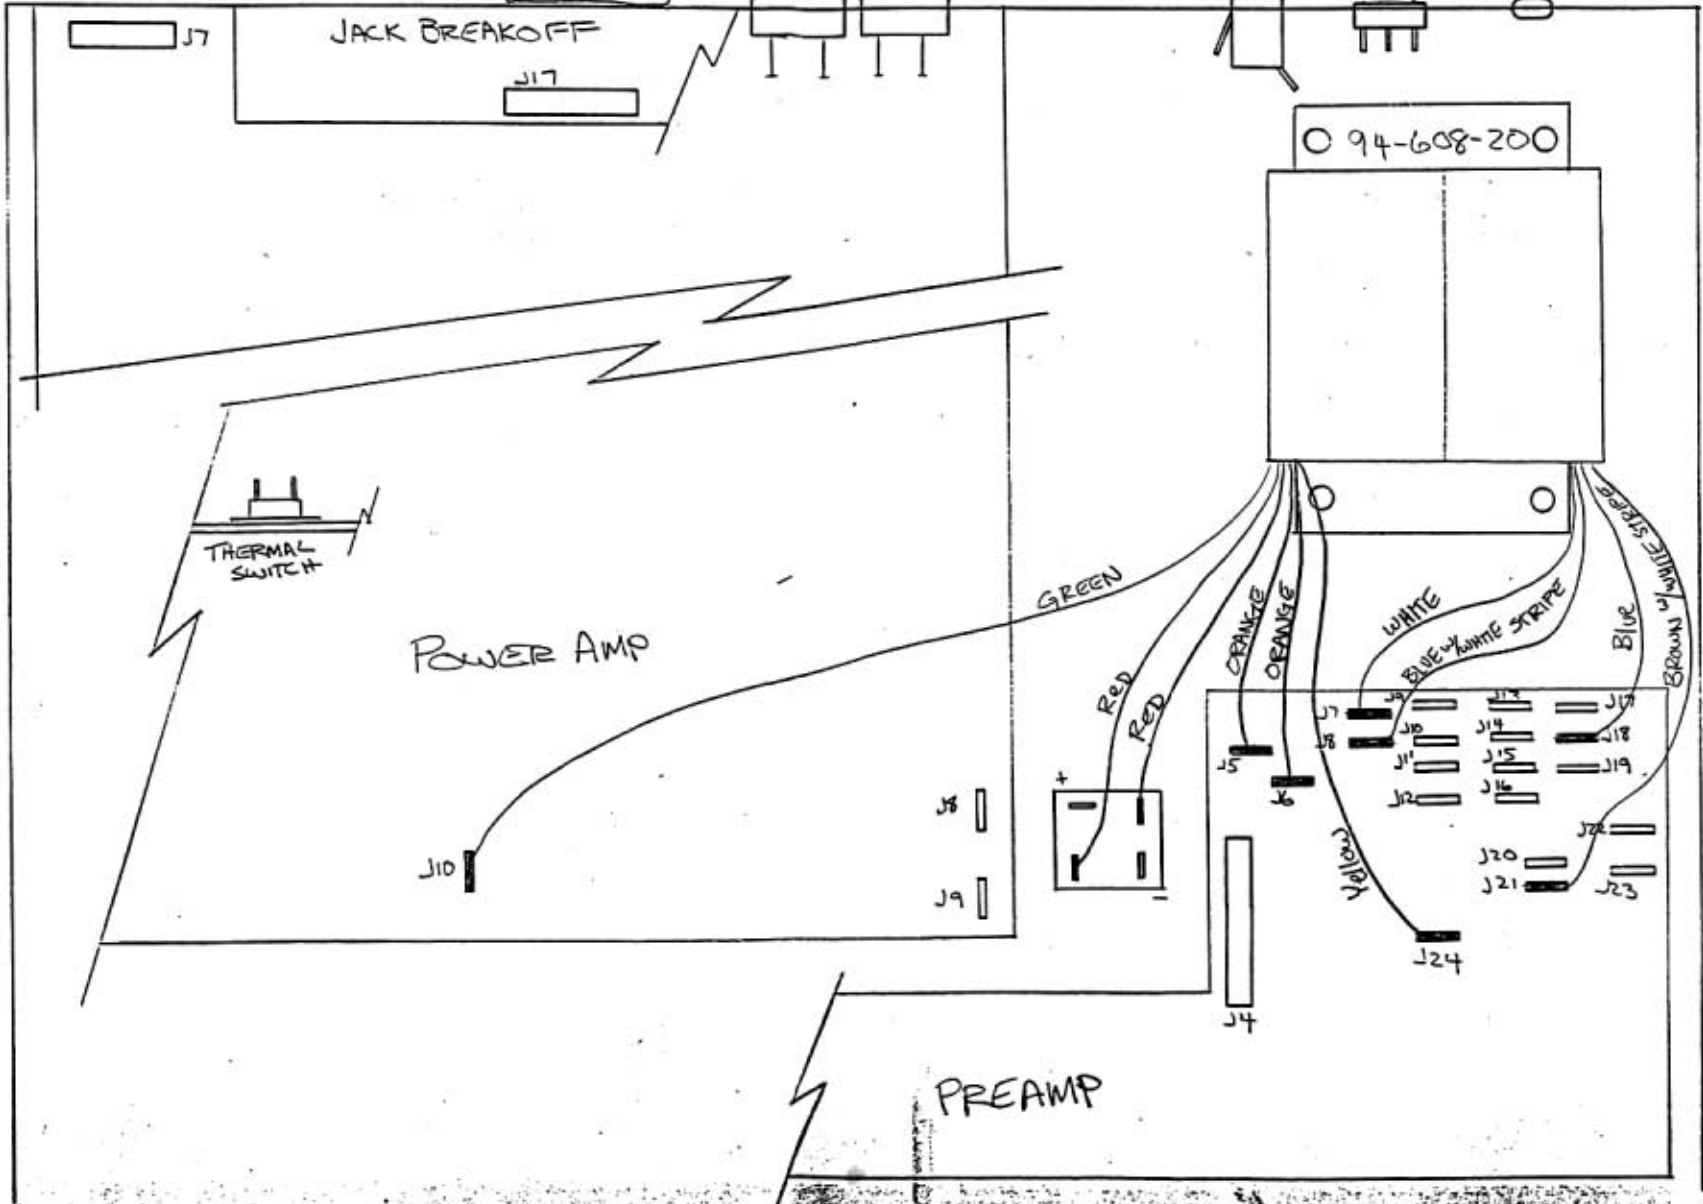 J7
JACK BREAKOFF
J17
94-608-20
THERMAL
SWITCH
POWER AMP
GREEN
RED
RED
ORANGE
ORANGE
Yellow
WHITE
BLUE W/WHITE STRIPE
Blue
BROWN W/WHITE STRIPE
J7
J8
J9
J10
J11
J12
J13
J14
J15
J16
J17
J18
J19
J5
J6
J20
J21
J22
J23
J24
J4
+
-
J8
J9
J10
PREAMP